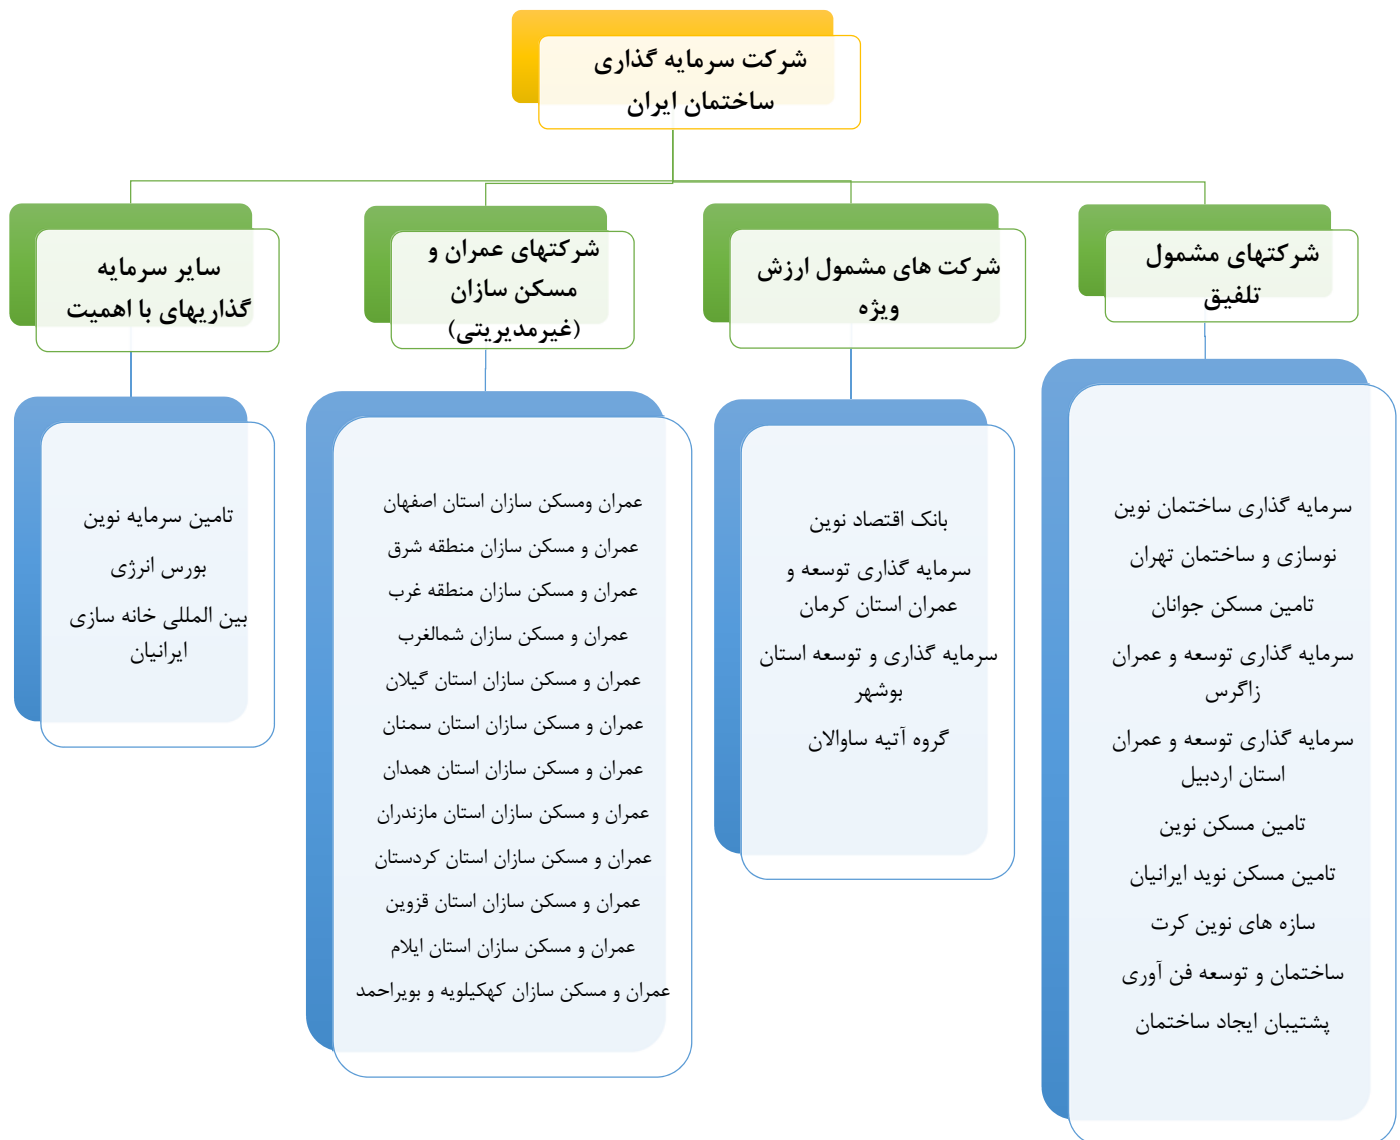 شرکت سرمایه گذاری
ساختمان ایران
شرکتهای مشمول
تلفیق
سرمایه گذاری ساختمان نوین
نوسازی و ساختمان تهران
تامین مسکن جوانان
سرمایه گذاری توسعه و عمران
زاگرس
سرمایه گذاری توسعه و عمران
استان اردبیل
تامین مسکن نوین
تامین مسکن نوید ایرانیان
سازه های نوین کرت
ساختمان و توسعه فن آوری
پشتیبان ایجاد ساختمان
شرکت های مشمول ارزش
ویژه
بانک اقتصاد نوین
سرمایه گذاری توسعه و
عمران استان کرمان
سرمایه گذاری و توسعه استان
بوشهر
گروه آتیه ساوالان
شرکتهای عمران و
مسکن سازان
(غیرمدیریتی)
عمران ومسکن سازان استان اصفهان
عمران و مسکن سازان منطقه شرق
عمران و مسکن سازان منطقه غرب
عمران و مسکن سازان شمالغرب
عمران و مسکن سازان استان گیلان
عمران و مسکن سازان استان سمنان
عمران و مسکن سازان استان همدان
عمران و مسکن سازان استان مازندران
عمران و مسکن سازان استان کردستان
عمران و مسکن سازان استان قزوین
عمران و مسکن سازان استان ایلام
عمران و مسکن سازان کهکیلویه و بویراحمد
سایر سرمایه
گذاریهای با اهمیت
تامین سرمایه نوین
بورس انرژی
بین المللی خانه سازی
ایرانیان